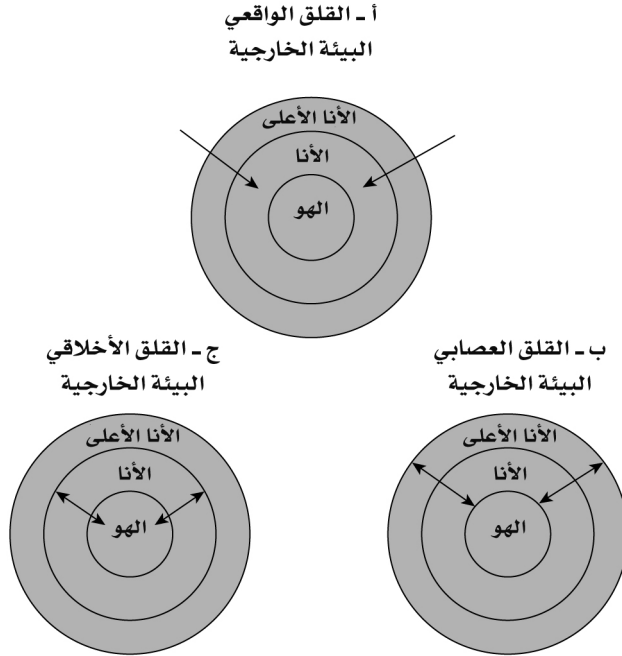 أ ـ القلق الواقعي
البيئة الخارجية
الأنا الأعلى
الأنا
الهو
ب ـ القلق العصابي
البيئة الخارجية
الأنا الأعلى
الأنا
الهو
ج ـ القلق الأخلاقي
البيئة الخارجية
الأنا الأعلى
الأنا
الهو